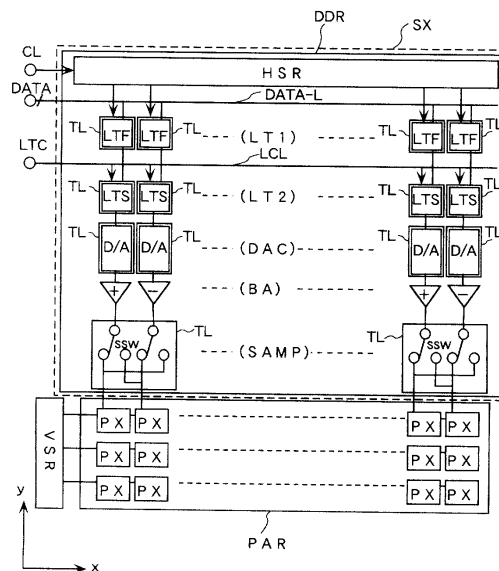 DDR SX
CL
HSR
DATA
DATA-L
TL LTF LTF TL (LT1) TL LTF LTF TL
LTC
LCL
TL LTS LTS TL (LT2) TL LTS LTS TL
TL D/A D/A TL (DAC) TL D/A D/A TL
+ − (BA) + −
TL TL
SSW (SAMP) SSW
PX PX PX PX
VSR
PX PX PX PX
PX PX PX PX
y
PAR
x